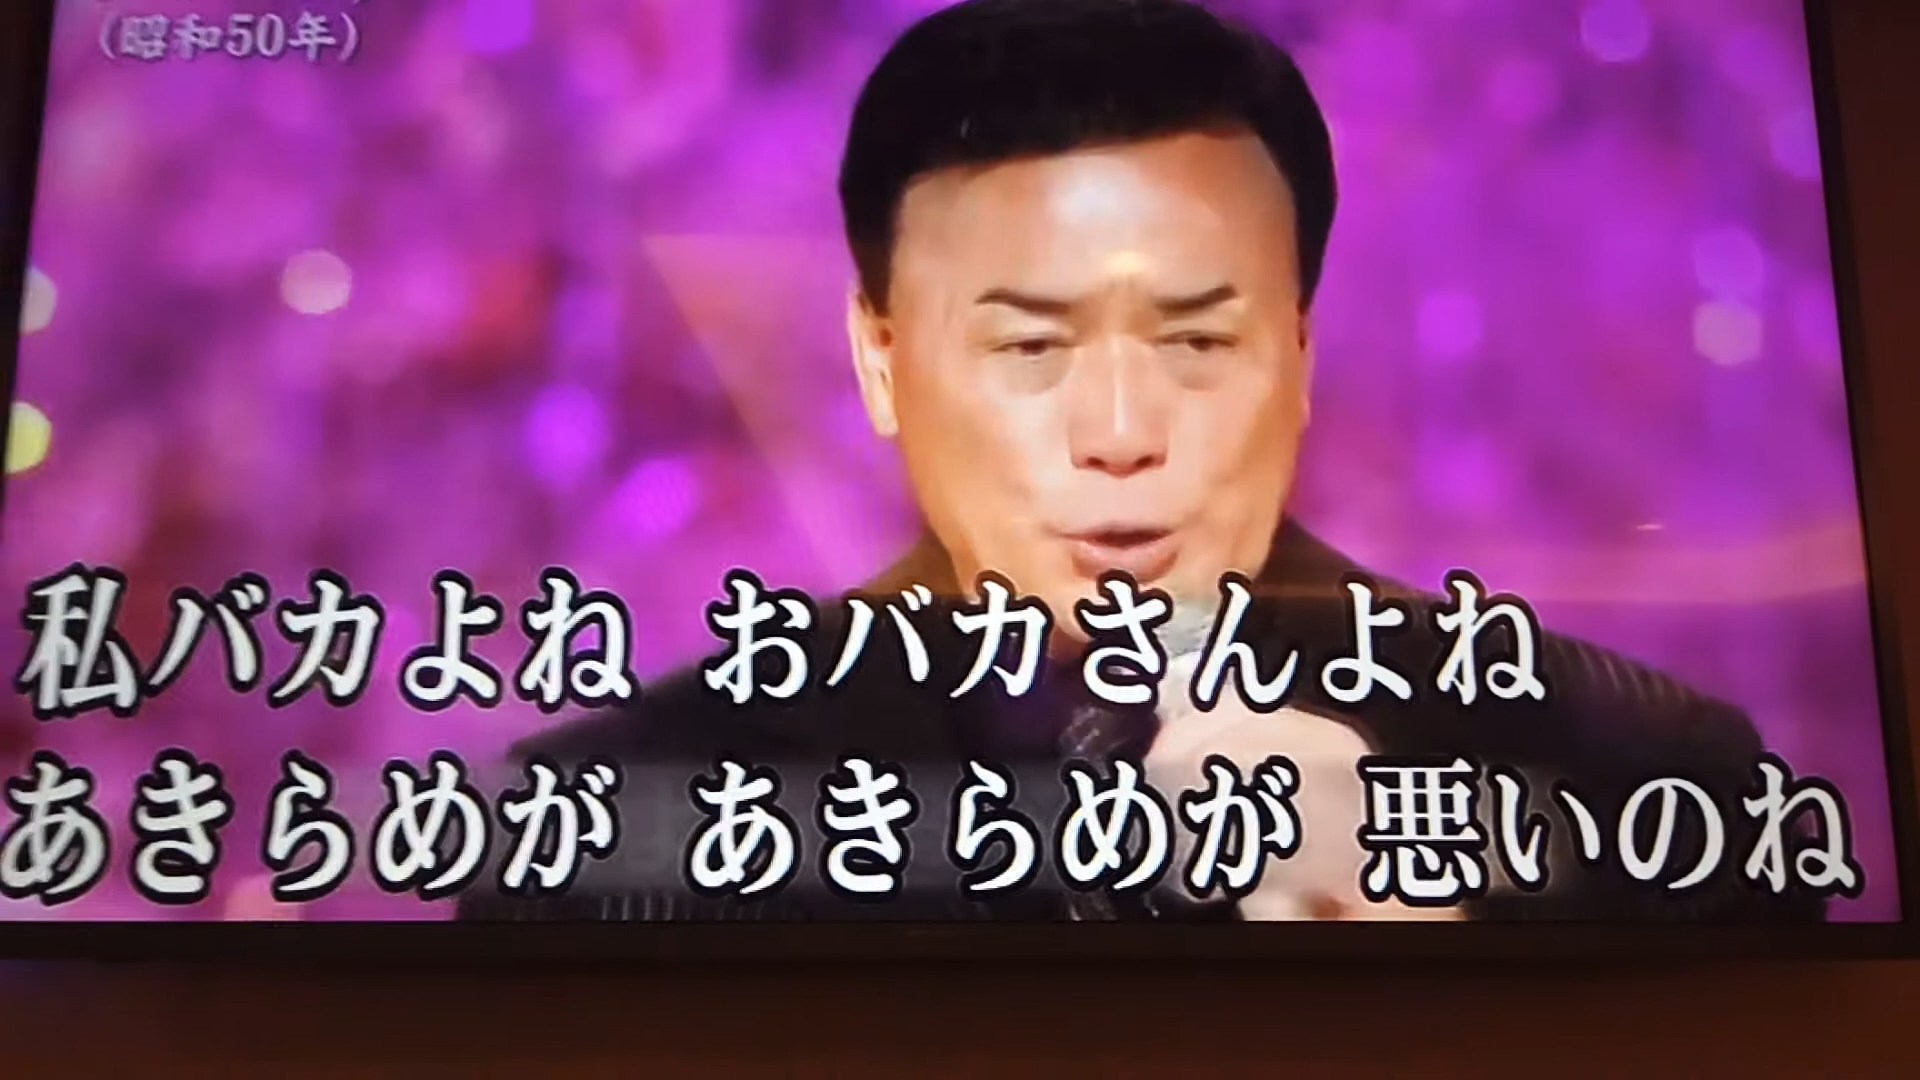 （昭和50年）
私バカよね おバカさんよね
あきらめが あきらめが 悪いのね